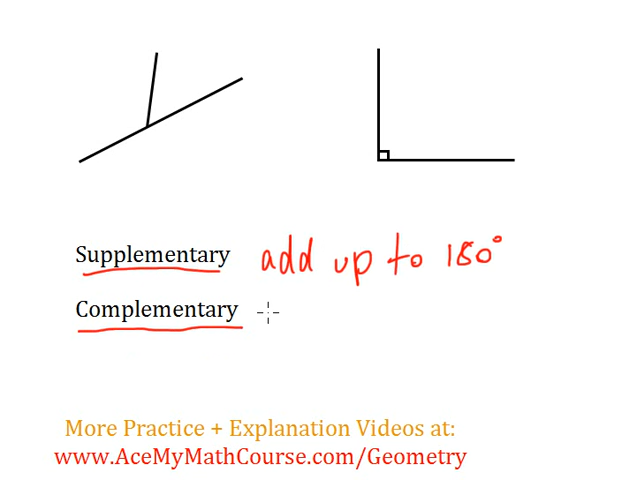 Supplementary add up to 180°
Complementary
More Practice + Explanation Videos at:
www.AceMyMathCourse.com/Geometry